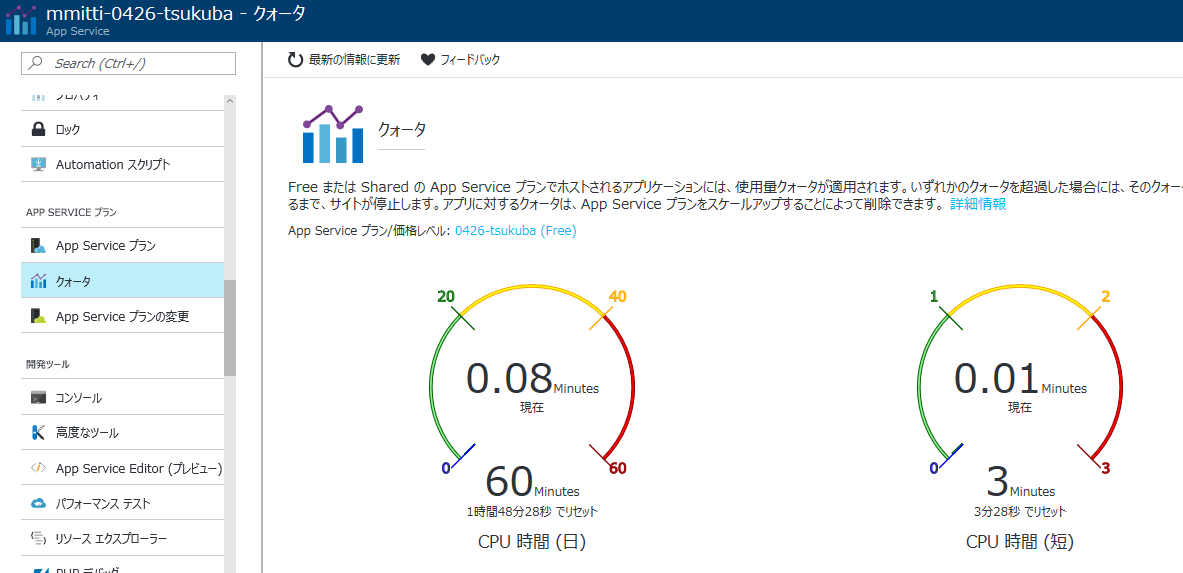 mmitti-0426-tsukuba - クォータ
App Service
Search (Ctrl+/)
プロパティ
ロック
Automation スクリプト
APP SERVICE プラン
App Service プラン
クォータ
App Service プランの変更
開発ツール
コンソール
高度なツール
App Service Editor (プレビュー)
パフォーマンス テスト
リソース エクスプローラー
PHP デバッグ
最新の情報に更新 フィードバック
クォータ
Free または Shared の App Service プランでホストされるアプリケーションには、使用量クォータが適用されます。いずれかのクォータを超過した場合には、そのクォー
るまで、サイトが停止します。アプリに対するクォータは、App Service プランをスケールアップすることによって削除できます。 詳細情報
App Service プラン/価格レベル: 0426-tsukuba (Free)
20 40
0.08 Minutes
現在
0 60
60 Minutes
1時間48分28秒 でリセット
CPU 時間 (日)
1 2
0.01 Minutes
現在
0 3
3 Minutes
3分28秒 でリセット
CPU 時間 (短)